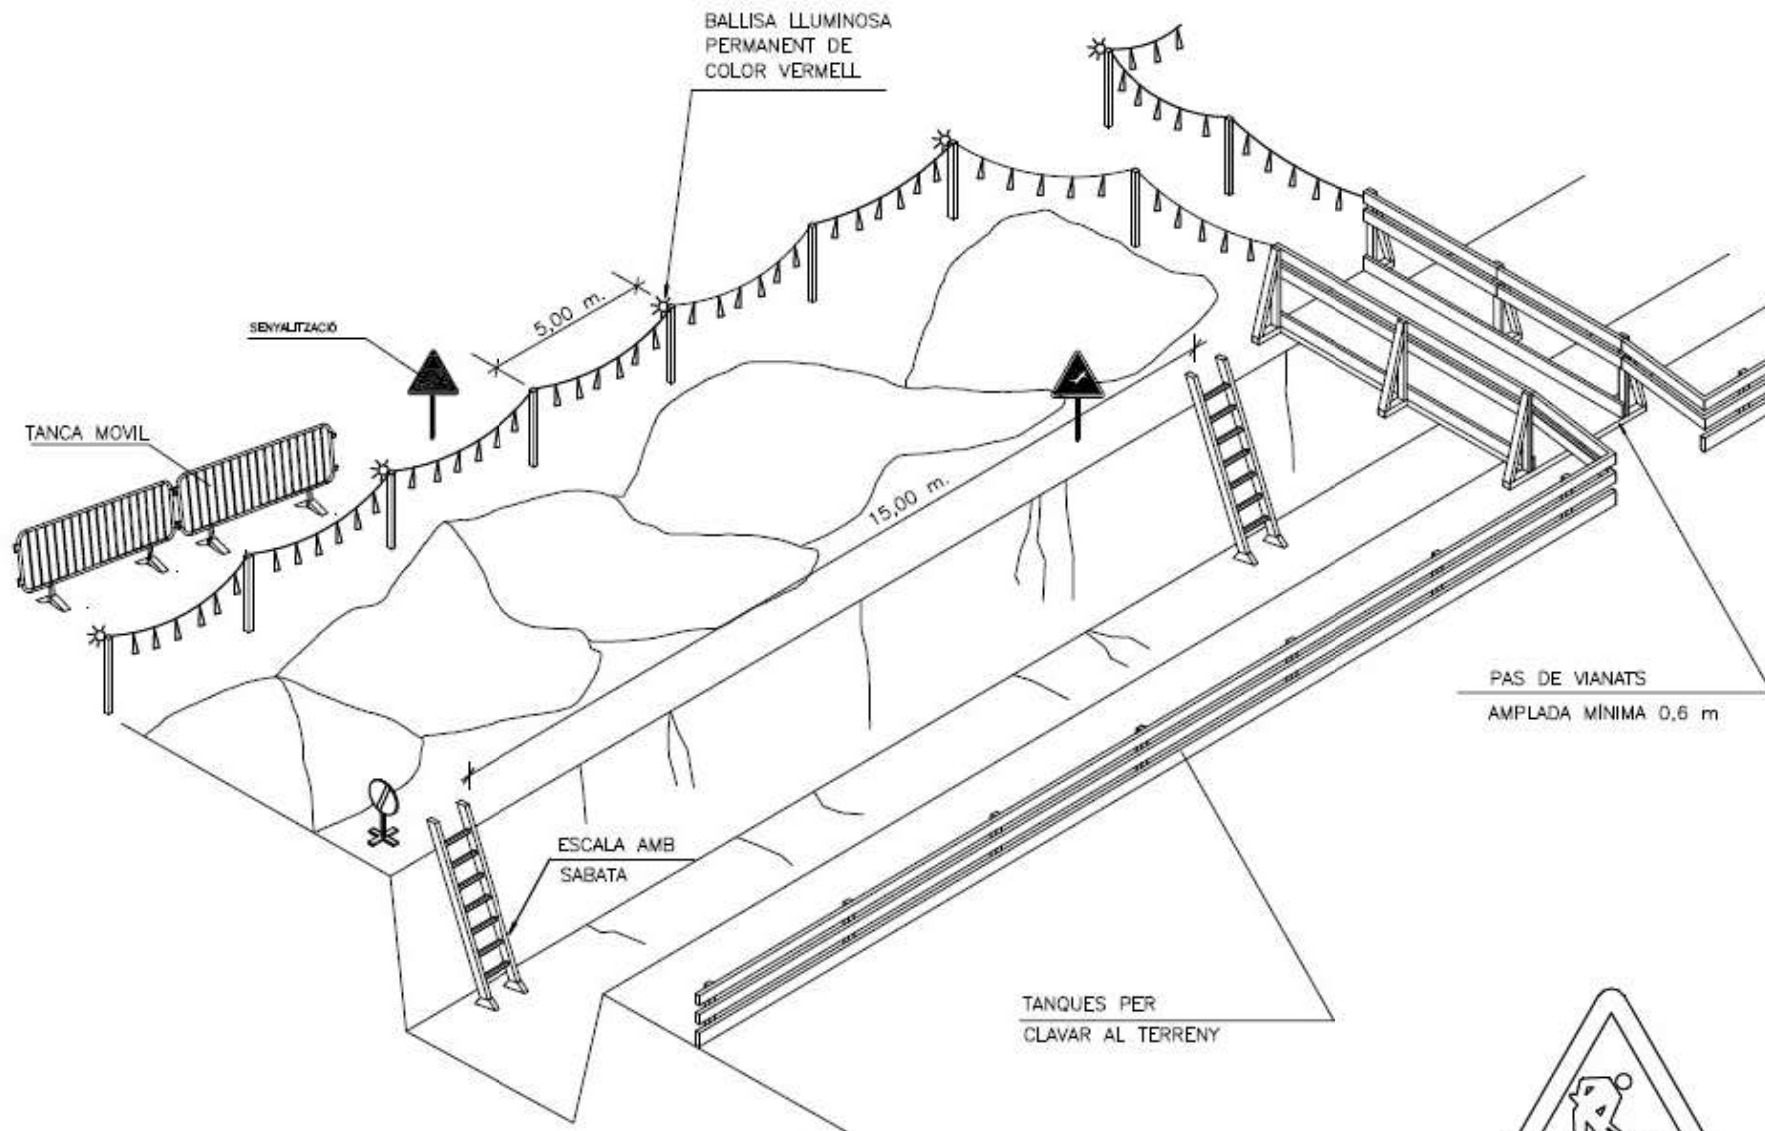 BALLISA LLUMINOSA
PERMANENT DE
COLOR VERMELL
5,00 m.
SENYALITZACIÓ
TANCA MOVIL
15,00 m.
PAS DE VIANATS
AMPLADA MÍNIMA 0,6 m
ESCALA AMB
SABATA
TANQUES PER
CLAVAR AL TERRENY